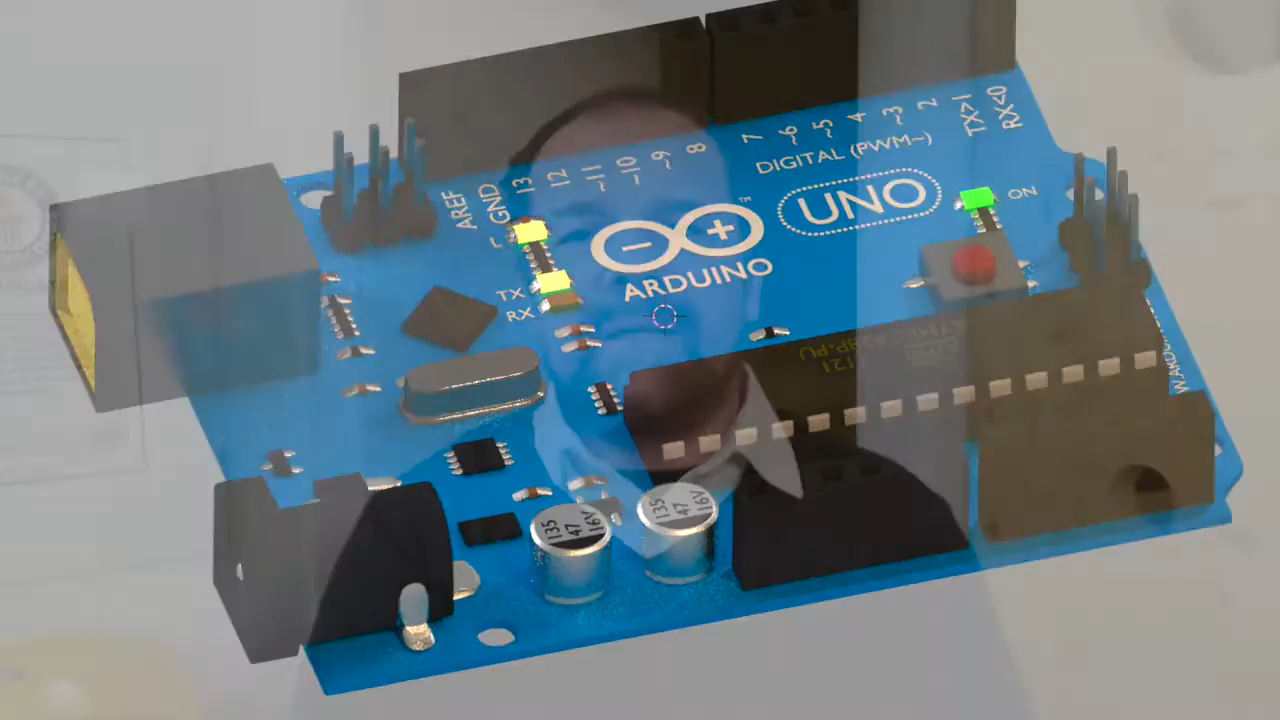 AREF
GND
13
12
~11
~10
~9
8
7
~6
~5
4
~3
2
TX>1
RX<0
DIGITAL (PWM~)
UNO
ON
TM
ARDUINO
TX
RX
135
47
16V
135
47
16V